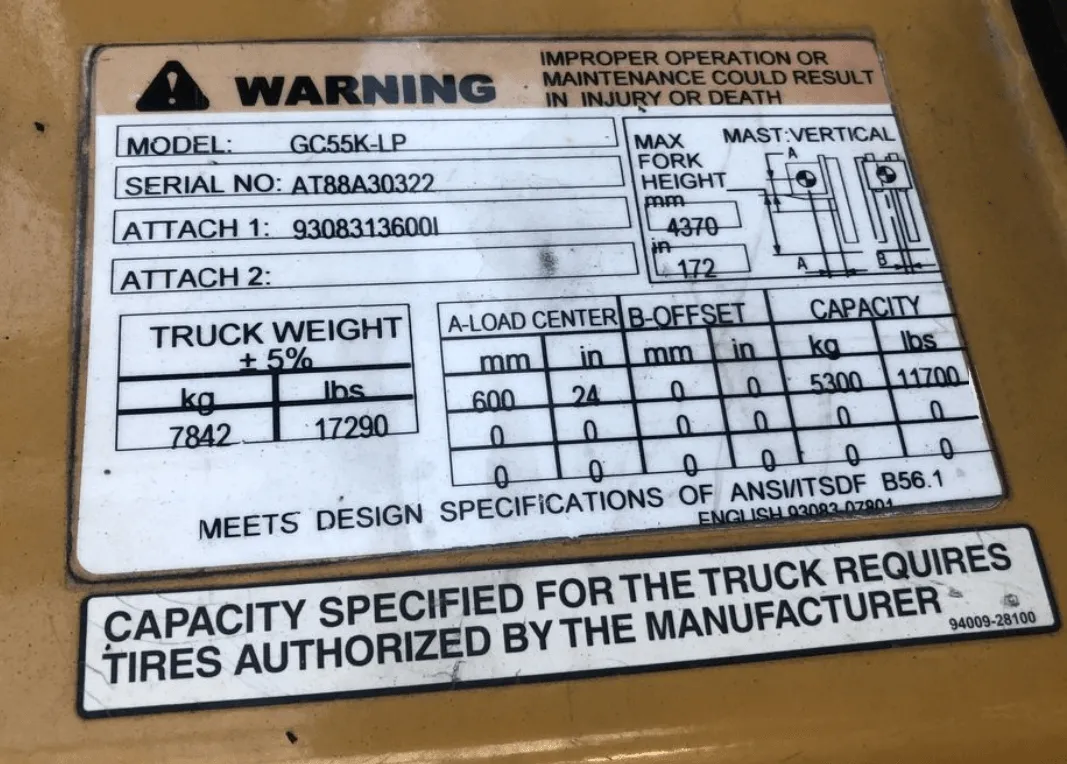 WARNING
IMPROPER OPERATION OR
MAINTENANCE COULD RESULT
IN INJURY OR DEATH
MODEL: GC55K-LP
SERIAL NO: AT88A30322
ATTACH 1: 9308313600I
ATTACH 2:
MAX
FORK
HEIGHT
mm
4370
in
172
MAST:VERTICAL
A
A B
TRUCK WEIGHT
± 5%
kg lbs
7842 17290
A-LOAD CENTER B-OFFSET CAPACITY
mm in mm in kg lbs
600 24 0 0 5300 11700
0 0 0 0 0 0
0 0 0 0 0 0
MEETS DESIGN SPECIFICATIONS OF ANSI/ITSDF B56.1
ENGLISH 93083-07801
CAPACITY SPECIFIED FOR THE TRUCK REQUIRES
TIRES AUTHORIZED BY THE MANUFACTURER
94009-28100